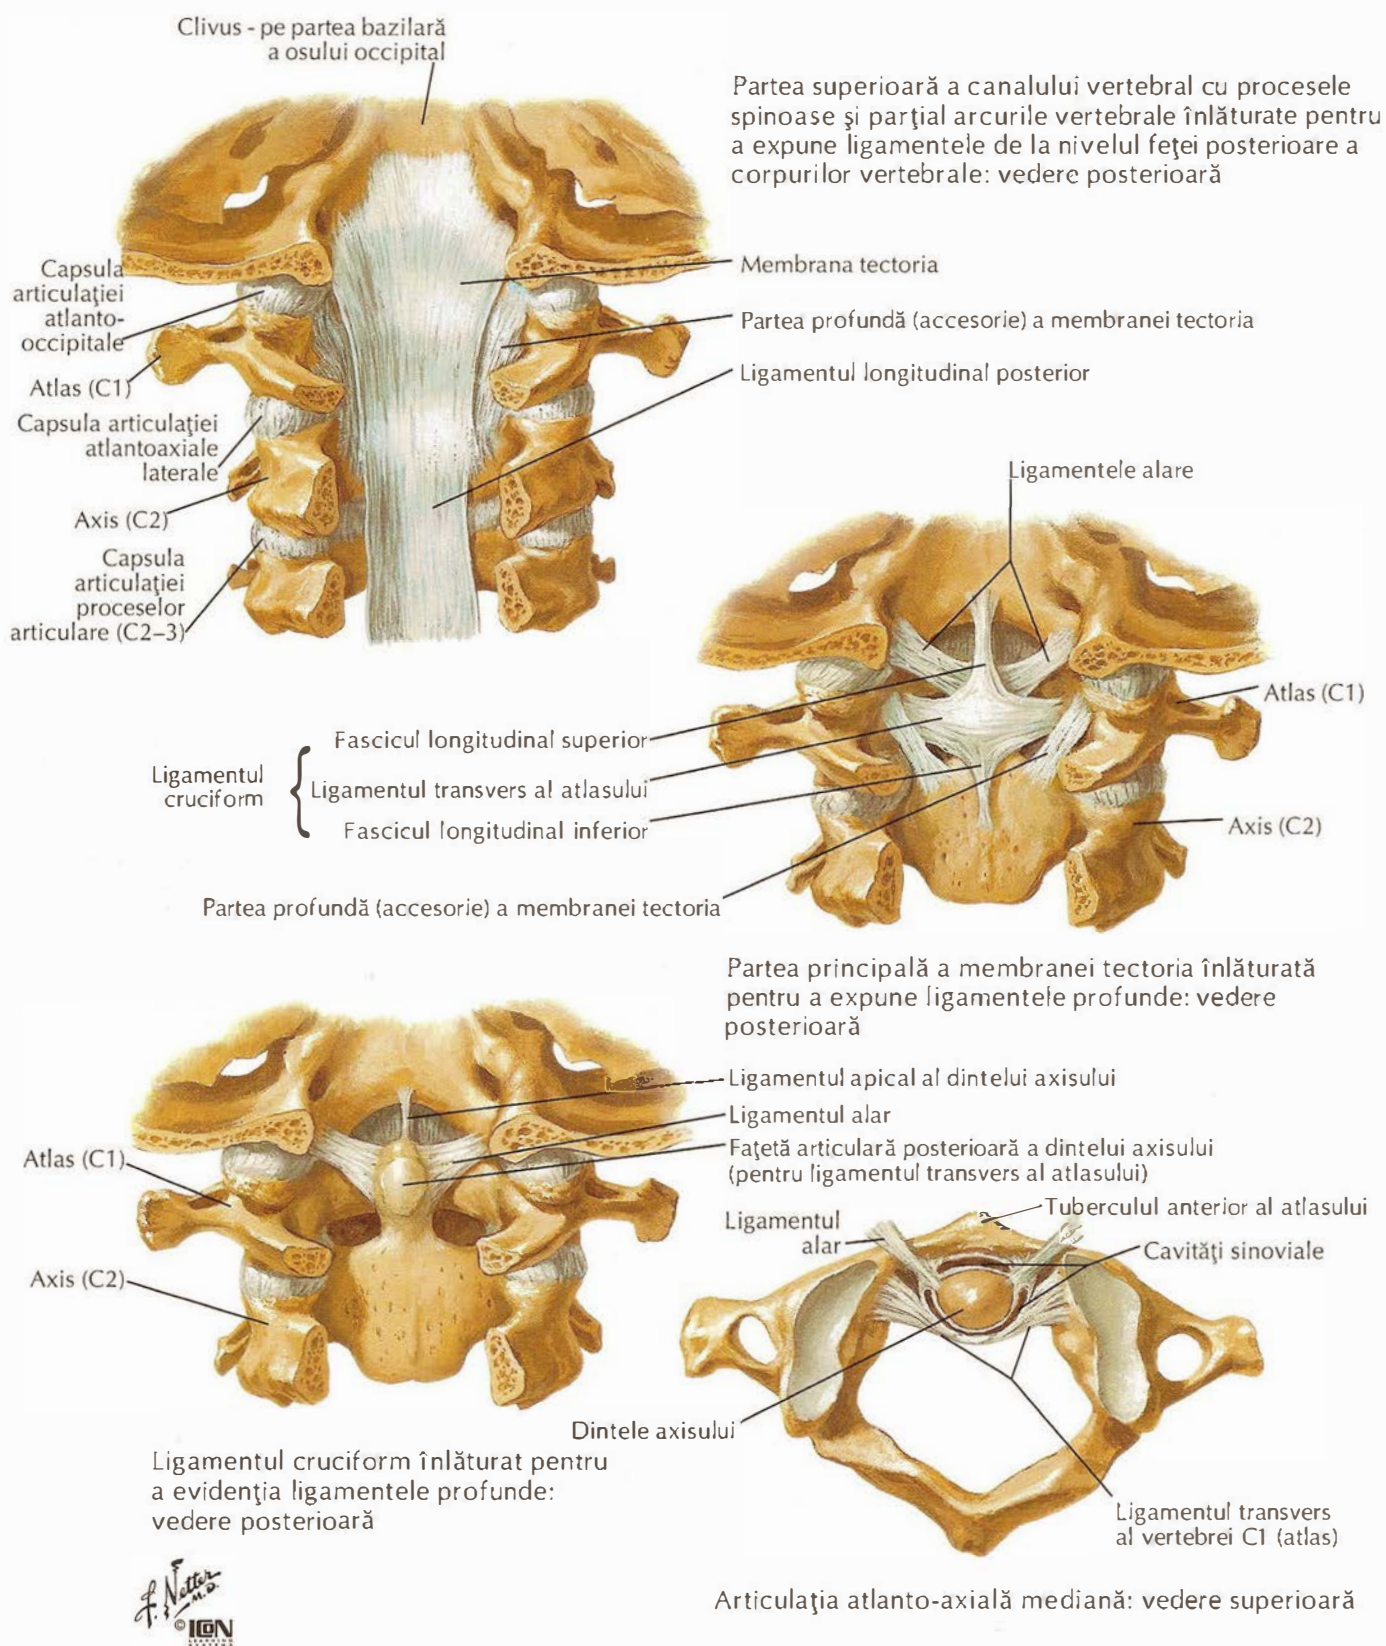 Clivus - pe partea bazilară
a osului occipital
Partea superioară a canalului vertebral cu procesele
spinoase şi parţial arcurile vertebrale înlăturate pentru
a expune ligamentele de la nivelul feţei posterioare a
corpurilor vertebrale: vedere posterioară
Capsula
articulaţiei
atlanto-
occipitale
Atlas (C1)
Capsula articulaţiei
atlantoaxiale
laterale
Axis (C2)
Capsula
articulaţiei
proceselor
articulare (C2–3)
Membrana tectoria
Partea profundă (accesorie) a membranei tectoria
Ligamentul longitudinal posterior
Ligamentele alare
Atlas (C1)
Axis (C2)
Ligamentul
cruciform
Fascicul longitudinal superior
Ligamentul transvers al atlasului
Fascicul longitudinal inferior
Partea profundă (accesorie) a membranei tectoria
Partea principală a membranei tectoria înlăturată
pentru a expune ligamentele profunde: vedere
posterioară
Ligamentul apical al dintelui axisului
Ligamentul alar
Faţetă articulară posterioară a dintelui axisului
(pentru ligamentul transvers al atlasului)
Atlas (C1)
Axis (C2)
Ligamentul cruciform înlăturat pentru
a evidenţia ligamentele profunde:
vedere posterioară
Ligamentul
alar
Tuberculul anterior al atlasului
Cavităţi sinoviale
Dintele axisului
Ligamentul transvers
al vertebrei C1 (atlas)
Articulaţia atlanto-axială mediană: vedere superioară
F. Netter
M.D.
©ICON
LEARNING
SYSTEMS